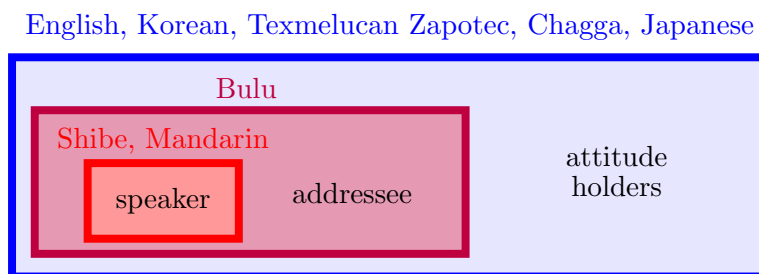 English, Korean, Texmelucan Zapotec, Chagga, Japanese
Bulu
Shibe, Mandarin
speaker
addressee
attitude
holders